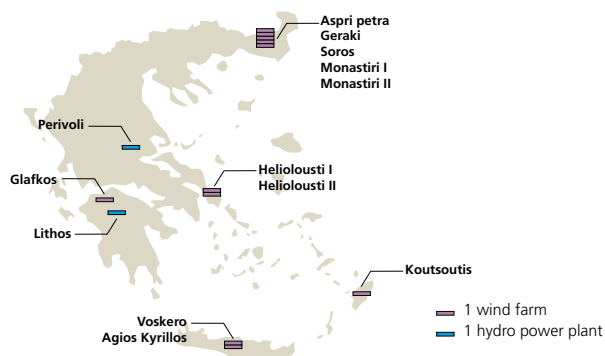 Aspri petra
Geraki
Soros
Monastiri I
Monastiri II
Perivoli
Heliolousti I
Heliolousti II
Glafkos
Lithos
Koutsoutis
Voskero
Agios Kyrillos
1 wind farm
1 hydro power plant